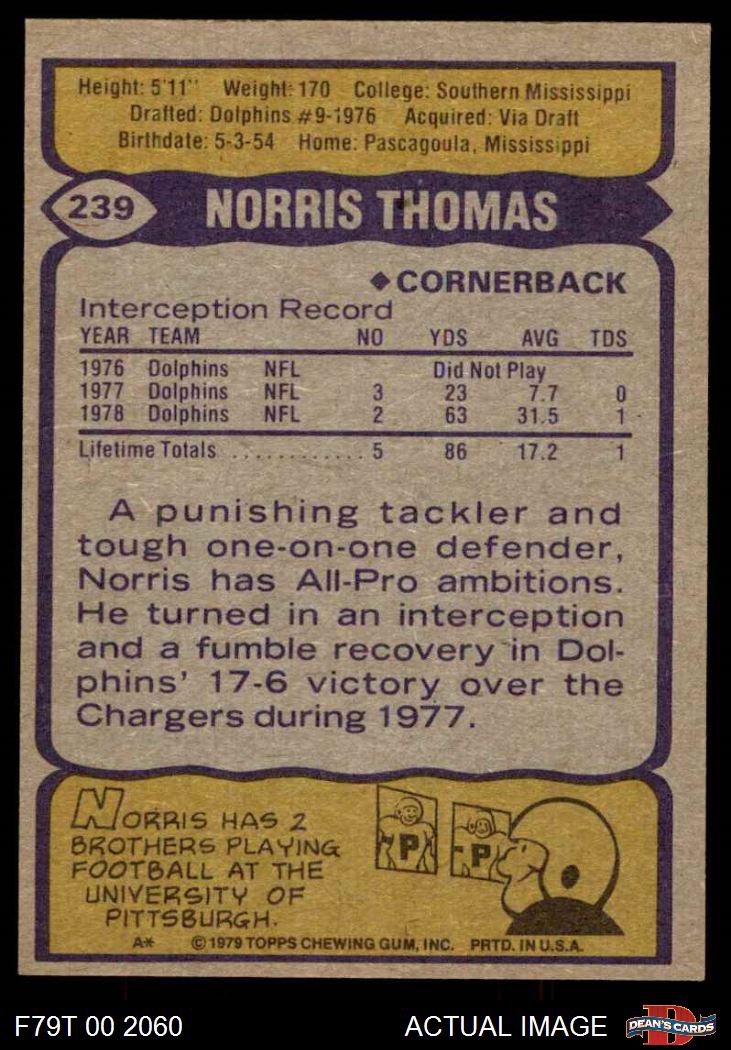 Height: 5'11'' Weight: 170 College: Southern Mississippi
Drafted: Dolphins #9-1976 Acquired: Via Draft
Birthdate: 5-3-54 Home: Pascagoula, Mississippi
239 NORRIS THOMAS
◆CORNERBACK
Interception Record
YEAR TEAM NO YDS AVG TDS
1976 Dolphins NFL Did Not Play
1977 Dolphins NFL 3 23 7.7 0
1978 Dolphins NFL 2 63 31.5 1
Lifetime Totals ............ 5 86 17.2 1
A punishing tackler and
tough one-on-one defender,
Norris has All-Pro ambitions.
He turned in an interception
and a fumble recovery in Dol-
phins' 17-6 victory over the
Chargers during 1977.
NORRIS HAS 2
BROTHERS PLAYING
FOOTBALL AT THE
UNIVERSITY OF
PITTSBURGH.
P P
A* ©1979 TOPPS CHEWING GUM, INC. PRTD. IN U.S.A.
F79T 00 2060 ACTUAL IMAGE D DEAN'S CARDS